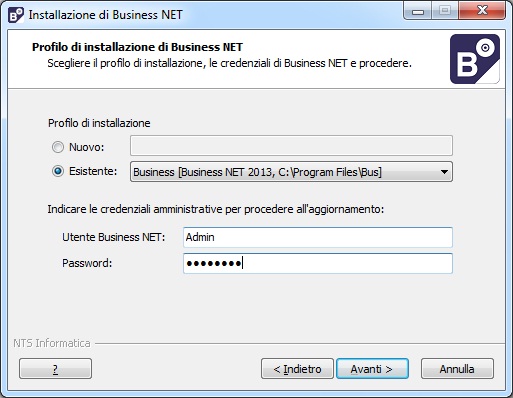 Installazione di Business NET
Profilo di installazione di Business NET
Scegliere il profilo di installazione, le credenziali di Business NET e procedere.
B
Profilo di installazione
Nuovo:
Esistente: Business [Business NET 2013, C:\Program Files\Bus]
Indicare le credenziali amministrative per procedere all'aggiornamento:
Utente Business NET: Admin
Password: ●●●●●●●●
NTS Informatica
? < Indietro Avanti > Annulla